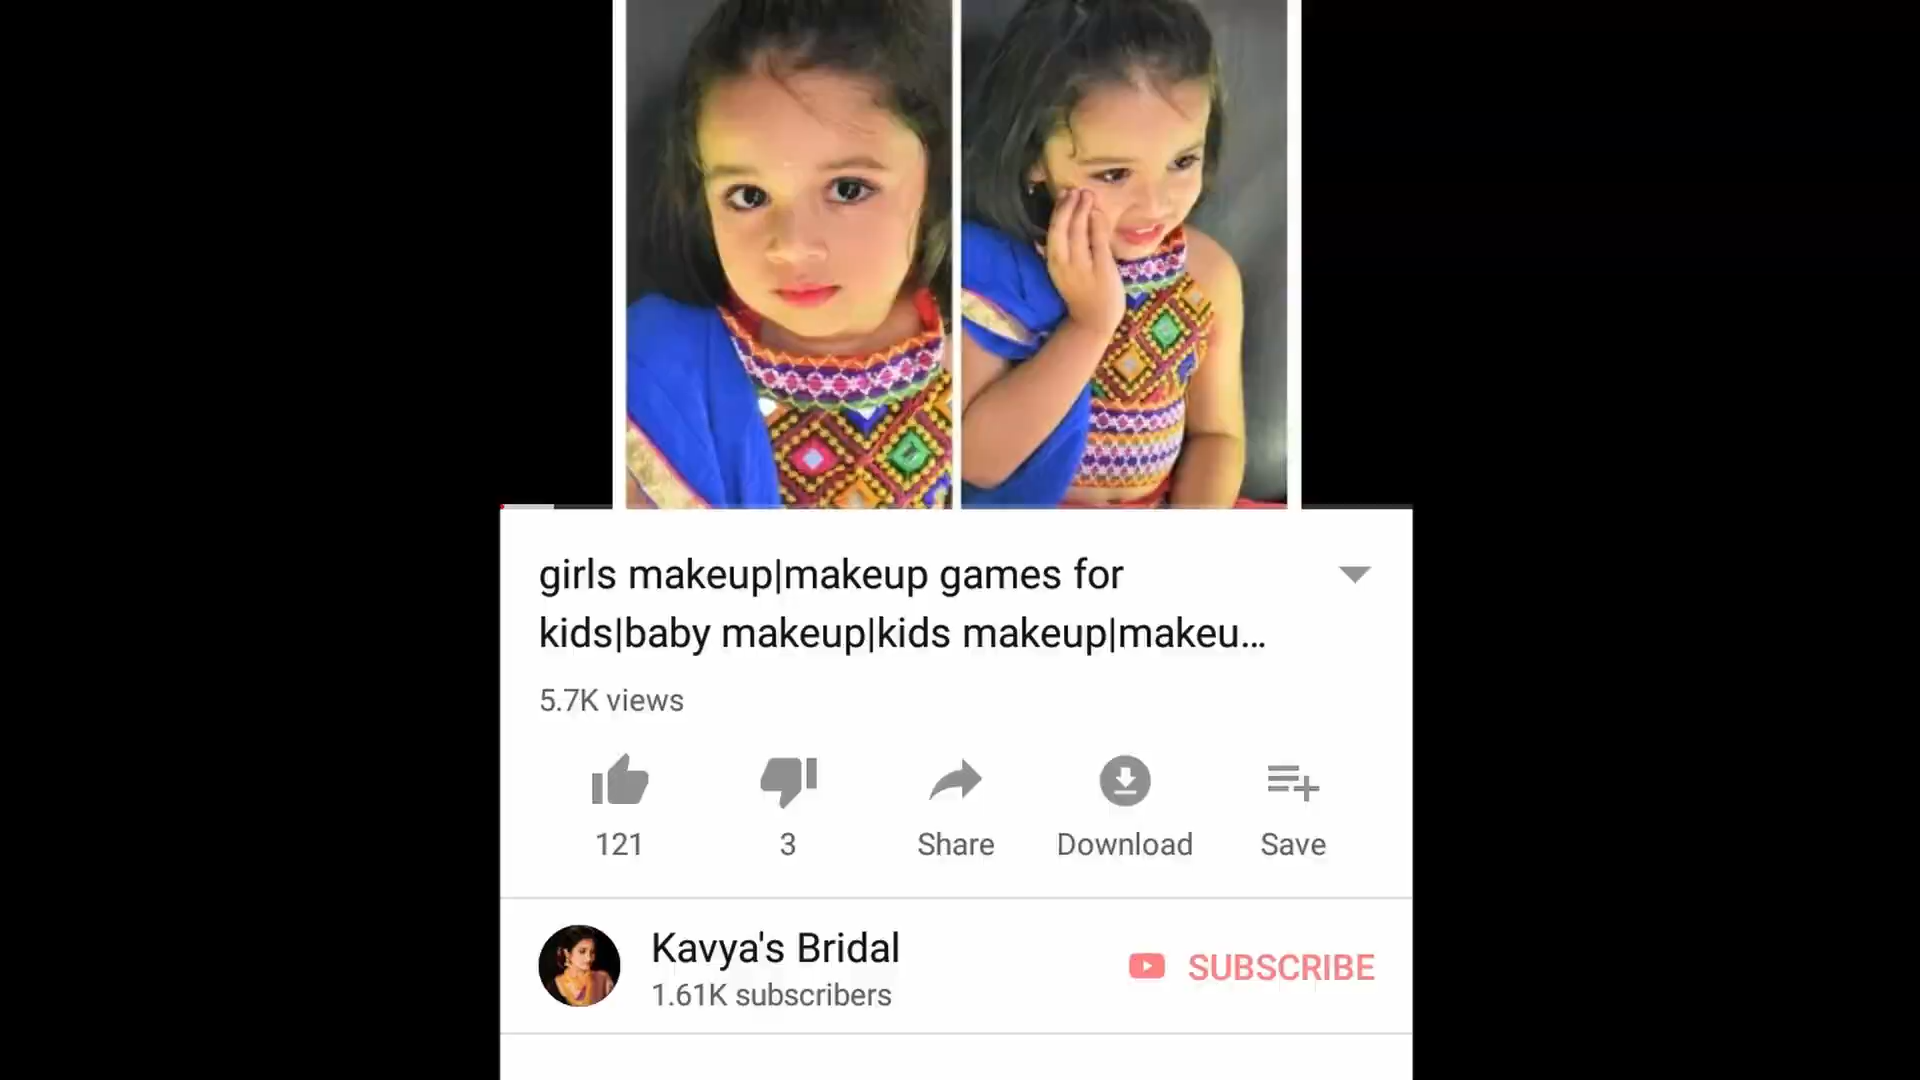 girls makeup|makeup games for
kids|baby makeup|kids makeup|makeu...
5.7K views
121
3
Share
Download
Save
Kavya's Bridal
1.61K subscribers
SUBSCRIBE